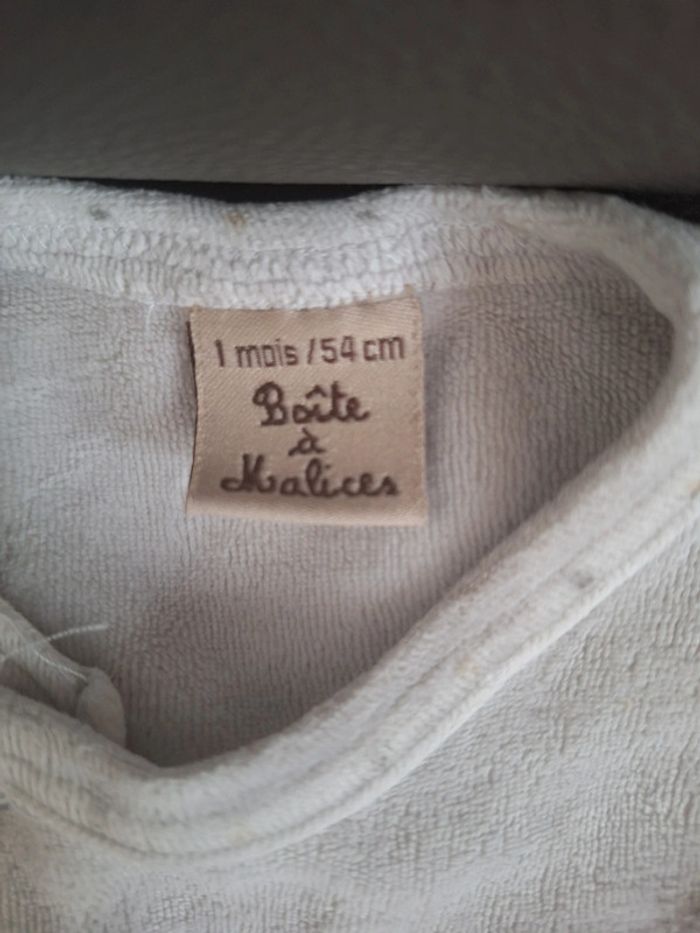 1 mois / 54 cm
Boîte
à
Malices